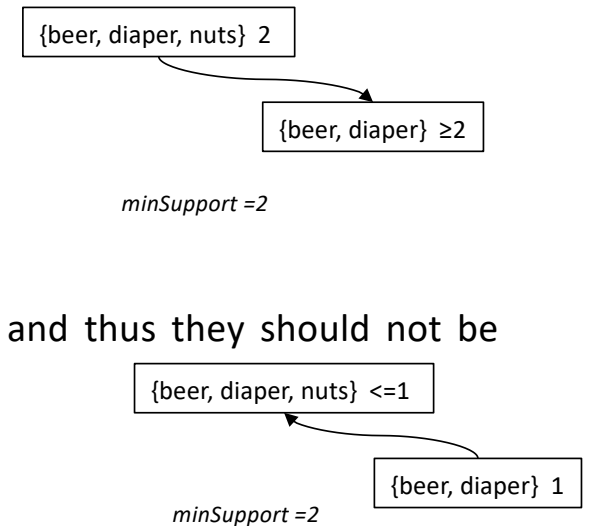 {beer, diaper, nuts} 2
{beer, diaper} ≥2
minSupport =2
and thus they should not be
{beer, diaper, nuts} <=1
{beer, diaper} 1
minSupport =2